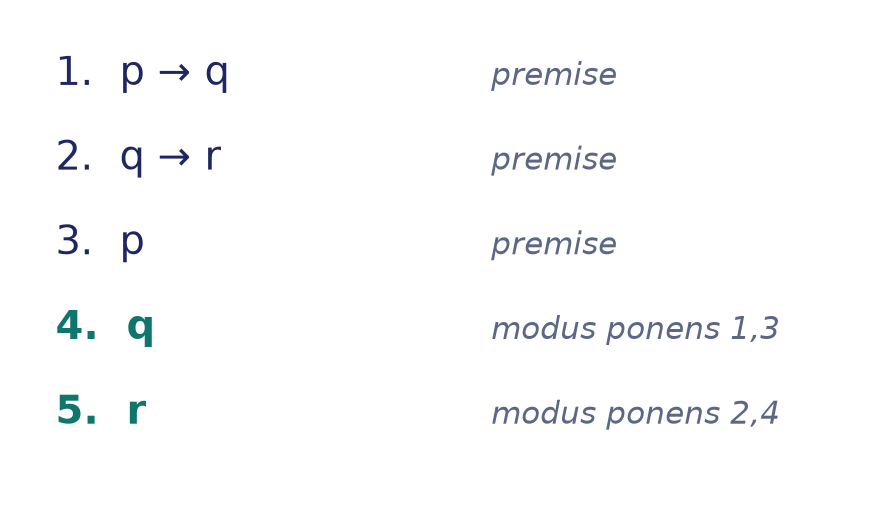 1. p → q premise
2. q → r premise
3. p premise
4. q modus ponens 1,3
5. r modus ponens 2,4